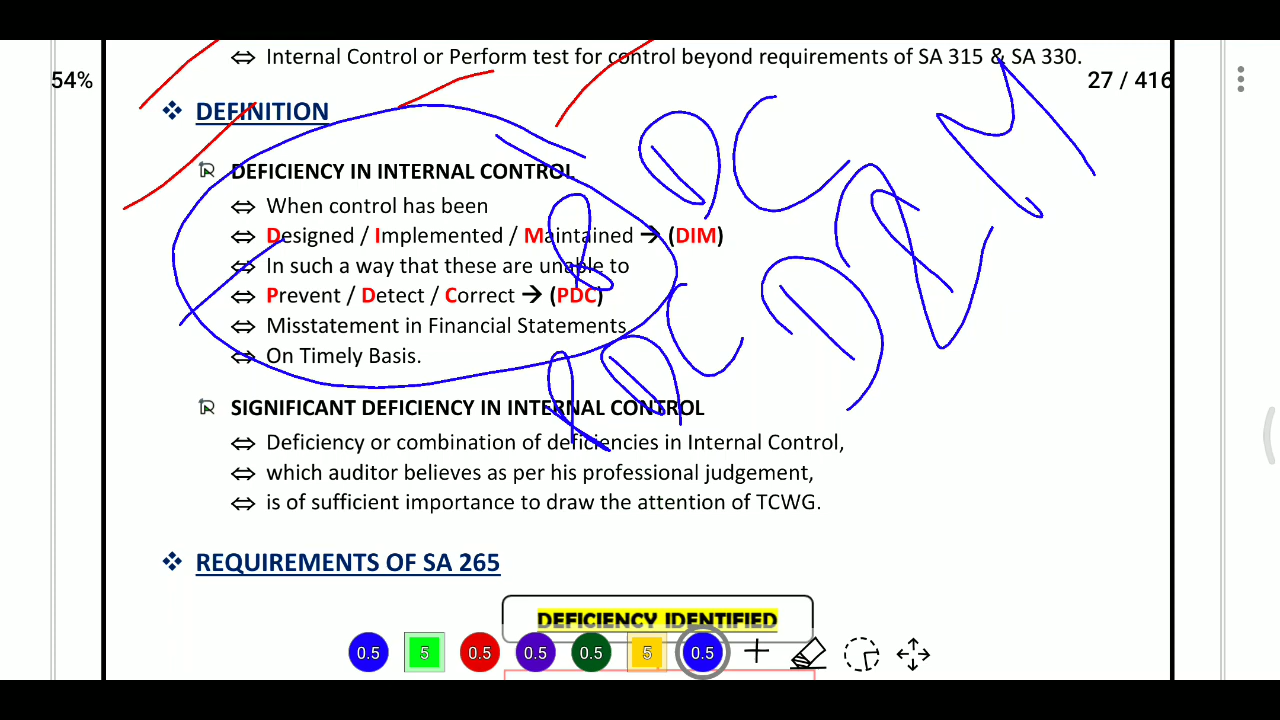 ⇔ Internal Control or Perform test for control beyond requirements of SA 315 & SA 330.
54%
27 / 416
❖ DEFINITION
DEFICIENCY IN INTERNAL CONTROL
⇔ When control has been
⇔ Designed / Implemented / Maintained → (DIM)
⇔ In such a way that these are unable to
⇔ Prevent / Detect / Correct → (PDC)
⇔ Misstatement in Financial Statements
⇔ On Timely Basis.
PDC
PDC
SIGNIFICANT DEFICIENCY IN INTERNAL CONTROL
⇔ Deficiency or combination of deficiencies in Internal Control,
⇔ which auditor believes as per his professional judgement,
⇔ is of sufficient importance to draw the attention of TCWG.
❖ REQUIREMENTS OF SA 265
DEFICIENCY IDENTIFIED
0.5 5 0.5 0.5 0.5 5 0.5